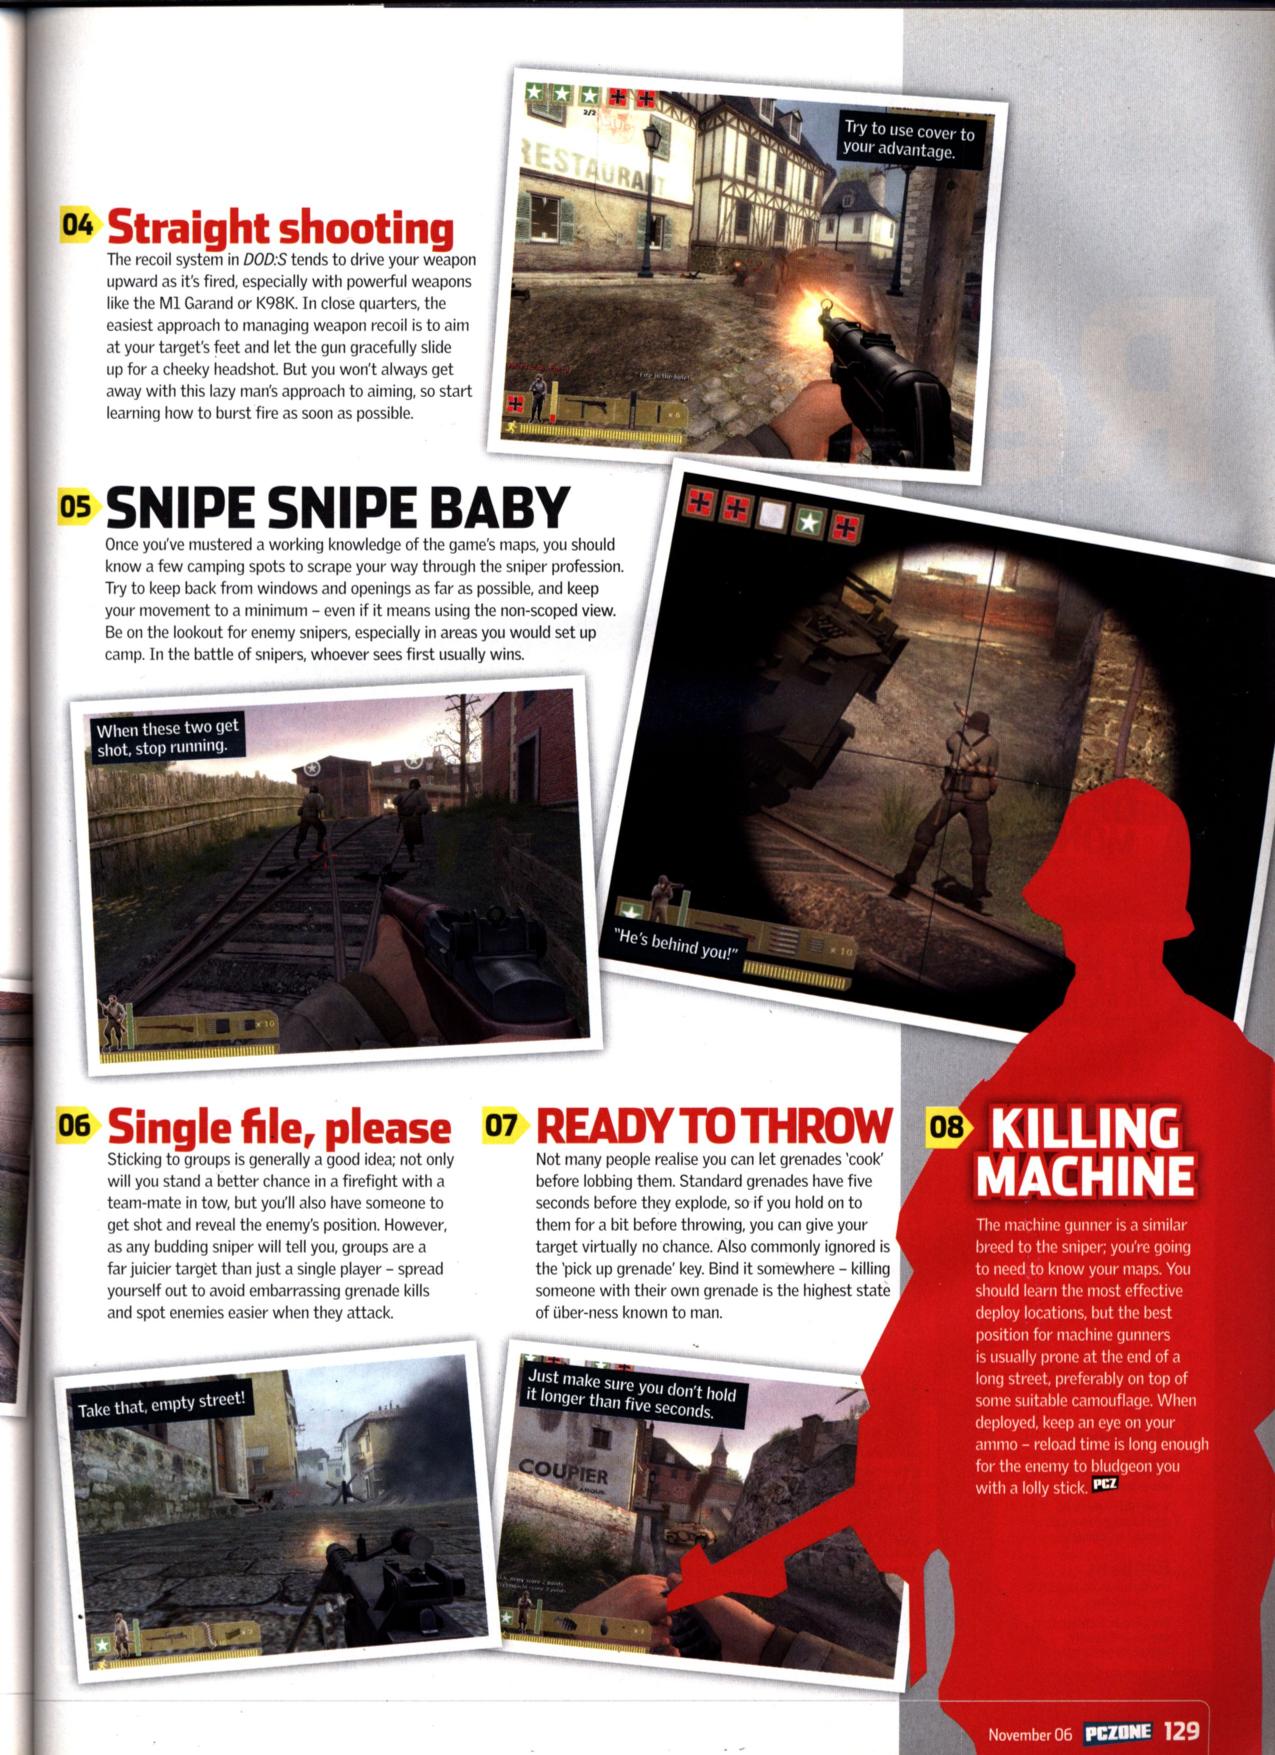 04 Straight shooting
The recoil system in DOD:S tends to drive your weapon
upward as it's fired, especially with powerful weapons
like the M1 Garand or K98K. In close quarters, the
easiest approach to managing weapon recoil is to aim
at your target's feet and let the gun gracefully slide
up for a cheeky headshot. But you won't always get
away with this lazy man's approach to aiming, so start
learning how to burst fire as soon as possible.
2/2
RESTAURANT
Try to use cover to
your advantage.
x 6
05 SNIPE SNIPE BABY
Once you've mustered a working knowledge of the game's maps, you should
know a few camping spots to scrape your way through the sniper profession.
Try to keep back from windows and openings as far as possible, and keep
your movement to a minimum – even if it means using the non-scoped view.
Be on the lookout for enemy snipers, especially in areas you would set up
camp. In the battle of snipers, whoever sees first usually wins.
When these two get
shot, stop running.
x 10
"He's behind you!"
x 10
06 Single file, please
Sticking to groups is generally a good idea; not only
will you stand a better chance in a firefight with a
team-mate in tow, but you'll also have someone to
get shot and reveal the enemy's position. However,
as any budding sniper will tell you, groups are a
far juicier target than just a single player – spread
yourself out to avoid embarrassing grenade kills
and spot enemies easier when they attack.
Take that, empty street!
07 READY TO THROW
Not many people realise you can let grenades 'cook'
before lobbing them. Standard grenades have five
seconds before they explode, so if you hold on to
them for a bit before throwing, you can give your
target virtually no chance. Also commonly ignored is
the 'pick up grenade' key. Bind it somewhere – killing
someone with their own grenade is the highest state
of über-ness known to man.
Just make sure you don't hold
it longer than five seconds.
COUPIER
08 KILLING
MACHINE
The machine gunner is a similar
breed to the sniper; you're going
to need to know your maps. You
should learn the most effective
deploy locations, but the best
position for machine gunners
is usually prone at the end of a
long street, preferably on top of
some suitable camouflage. When
deployed, keep an eye on your
ammo – reload time is long enough
for the enemy to bludgeon you
with a lolly stick. PCZ
November 06 PCZONE 129